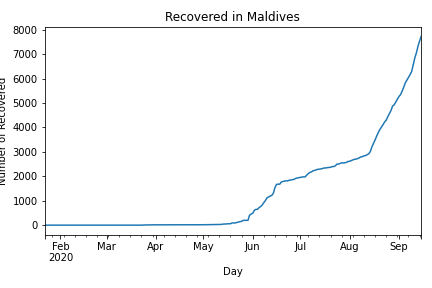 Recovered in Maldives
Number of Recovered
8000
7000
6000
5000
4000
3000
2000
1000
0
Feb Mar Apr May Jun Jul Aug Sep
2020
Day